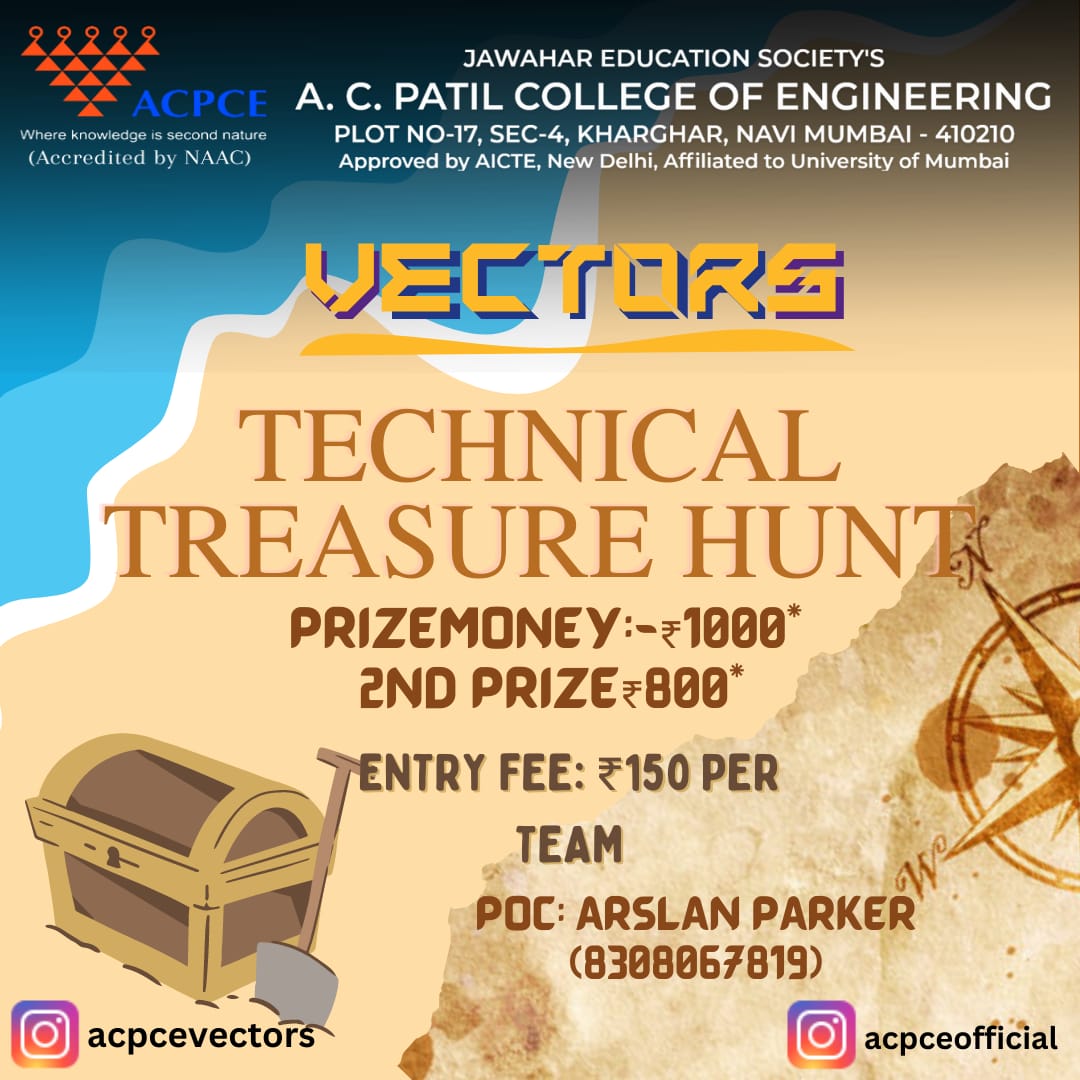 ACPCE
Where knowledge is second nature
(Accredited by NAAC)
JAWAHAR EDUCATION SOCIETY'S
A. C. PATIL COLLEGE OF ENGINEERING
PLOT NO-17, SEC-4, KHARGHAR, NAVI MUMBAI - 410210
Approved by AICTE, New Delhi, Affiliated to University of Mumbai
VECTORS
TECHNICAL
TREASURE HUNT
PRIZEMONEY:-₹1000*
2ND PRIZE₹800*
ENTRY FEE: ₹150 PER
TEAM
POC: ARSLAN PARKER
(8308067819)
N
W
acpcevectors
acpceofficial